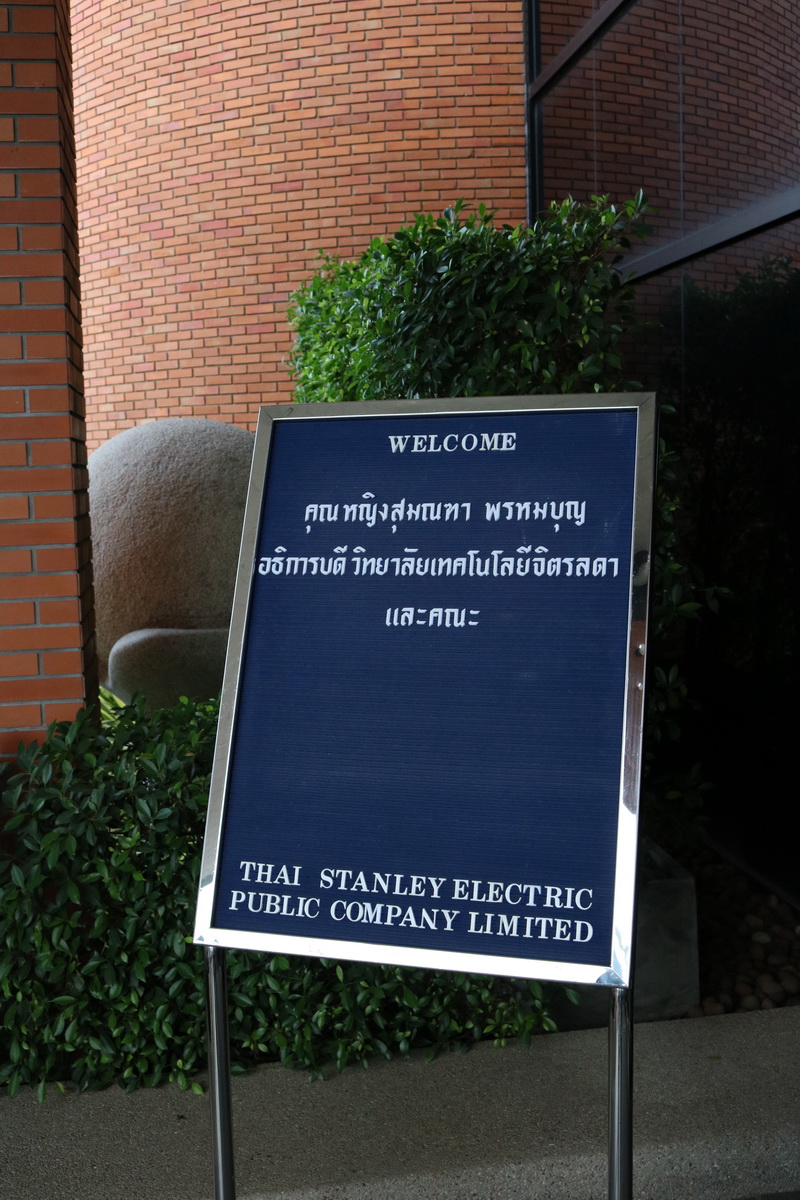 WELCOME
คุณหญิงสุมณฑา พรหมบุญ
อธิการบดี วิทยาลัยเทคโนโลยีจิตรลดา
และคณะ
THAI STANLEY ELECTRIC
PUBLIC COMPANY LIMITED